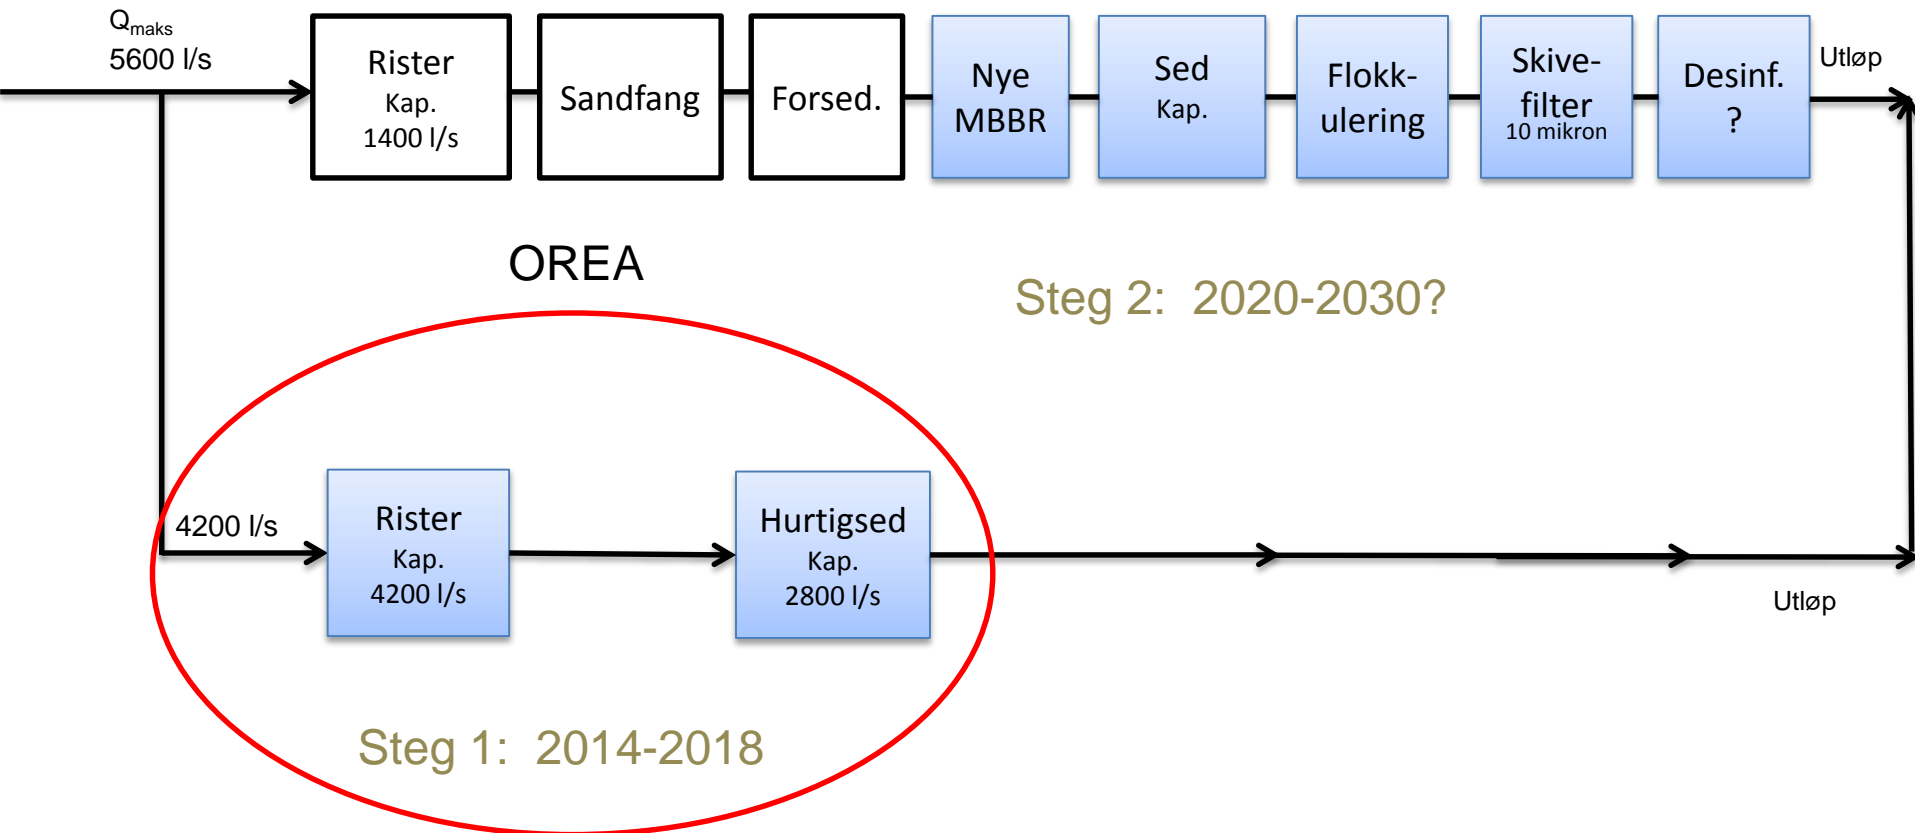 Qmaks
5600 l/s
Rister
Kap.
1400 l/s
Sandfang
Forsed.
Nye
MBBR
Sed
Kap.
Flokk-
ulering
Skive-
filter
10 mikron
Desinf.
?
Utløp
OREA
Steg 2: 2020-2030?
4200 l/s
Rister
Kap.
4200 l/s
Hurtigsed
Kap.
2800 l/s
Utløp
Steg 1: 2014-2018